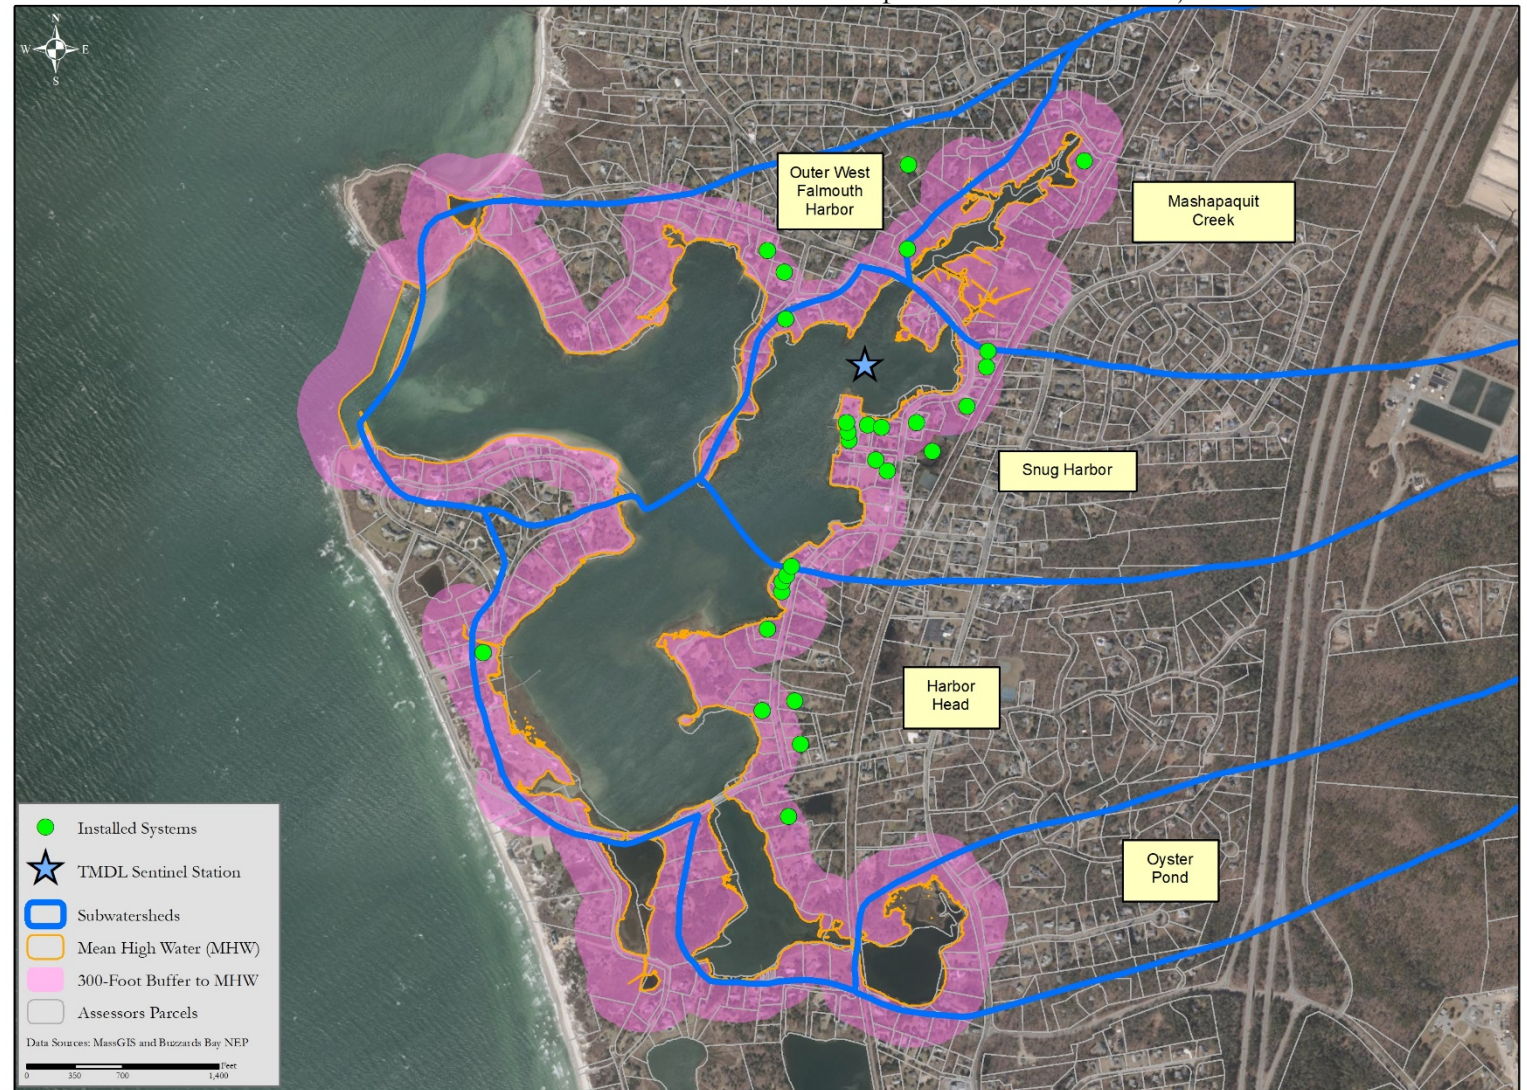 N
W E
S
Outer West
Falmouth
Harbor
Mashapaquit
Creek
Snug Harbor
Harbor
Head
Oyster
Pond
Installed Systems
TMDL Sentinel Station
Subwatersheds
Mean High Water (MHW)
300-Foot Buffer to MHW
Assessors Parcels
Data Sources: MassGIS and Buzzards Bay NEP
Feet
0 350 700 1,400